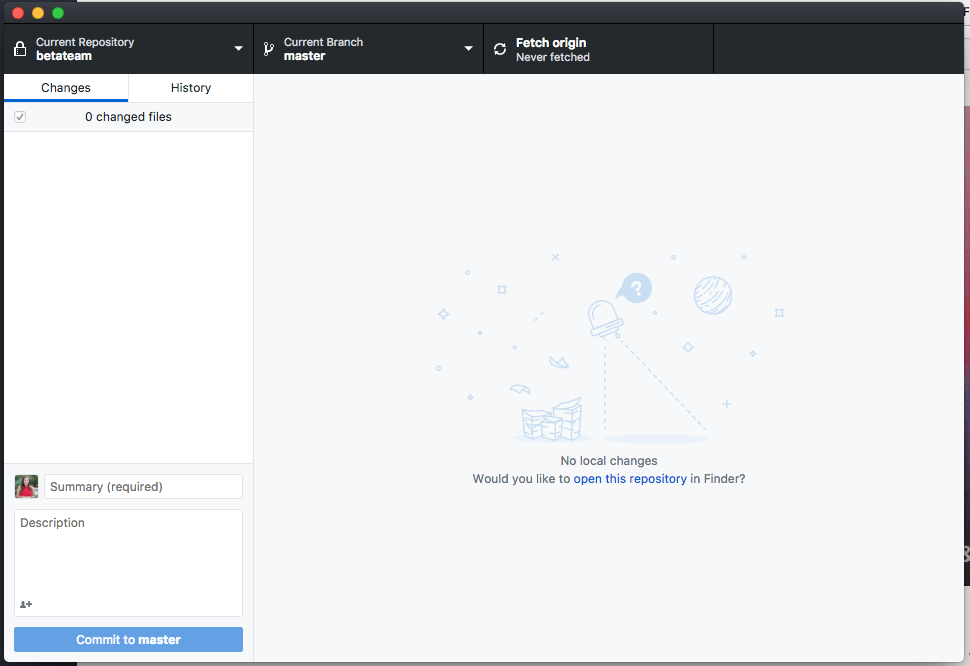 Current Repository
betateam
Current Branch
master
Fetch origin
Never fetched
Changes
History
0 changed files
?
No local changes
Would you like to open this repository in Finder?
Summary (required)
Description
Commit to master
F
&